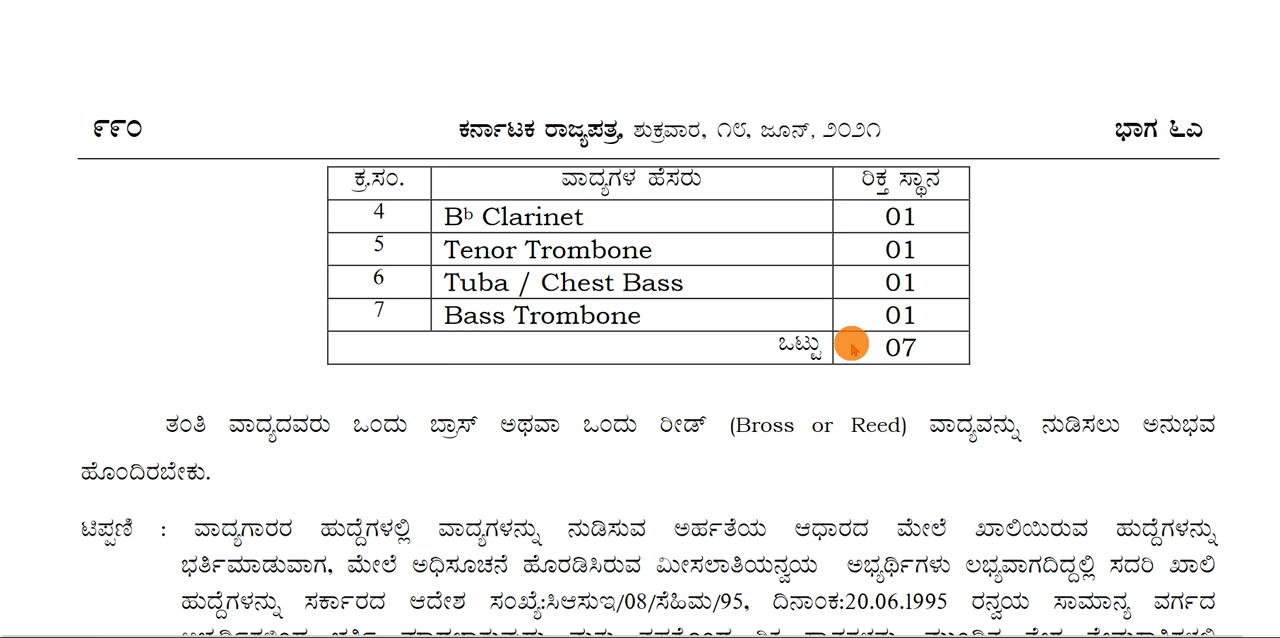 ೯೯೦ ಕರ್ನಾಟಕ ರಾಜ್ಯಪತ್ರ, ಶುಕ್ರವಾರ, ೧೮, ಜೂನ್, ೨೦೨೧ ಭಾಗ ೬ಎ
ಕ್ರ.ಸಂ. ವಾದ್ಯಗಳ ಹೆಸರು ರಿಕ್ತ ಸ್ಥಾನ
4 Bᵇ Clarinet 01
5 Tenor Trombone 01
6 Tuba / Chest Bass 01
7 Bass Trombone 01
ಒಟ್ಟು 07
ತಂತಿ ವಾದ್ಯದವರು ಒಂದು ಬ್ರಾಸ್ ಅಥವಾ ಒಂದು ರೀಡ್ (Bross or Reed) ವಾದ್ಯವನ್ನು ನುಡಿಸಲು ಅನುಭವ
ಹೊಂದಿರಬೇಕು.
ಟಿಪ್ಪಣಿ : ವಾದ್ಯಗಾರರ ಹುದ್ದೆಗಳಲ್ಲಿ ವಾದ್ಯಗಳನ್ನು ನುಡಿಸುವ ಅರ್ಹತೆಯ ಆಧಾರದ ಮೇಲೆ ಖಾಲಿಯಿರುವ ಹುದ್ದೆಗಳನ್ನು
ಭರ್ತಿಮಾಡುವಾಗ, ಮೇಲೆ ಅಧಿಸೂಚನೆ ಹೊರಡಿಸಿರುವ ಮೀಸಲಾತಿಯನ್ವಯ ಅಭ್ಯರ್ಥಿಗಳು ಲಭ್ಯವಾಗದಿದ್ದಲ್ಲಿ ಸದರಿ ಖಾಲಿ
ಹುದ್ದೆಗಳನ್ನು ಸರ್ಕಾರದ ಆದೇಶ ಸಂಖ್ಯೆ:ಸಿಆಸುಇ/08/ಸೆಹಿಮ/95, ದಿನಾಂಕ:20.06.1995 ರನ್ವಯ ಸಾಮಾನ್ಯ ವರ್ಗದ